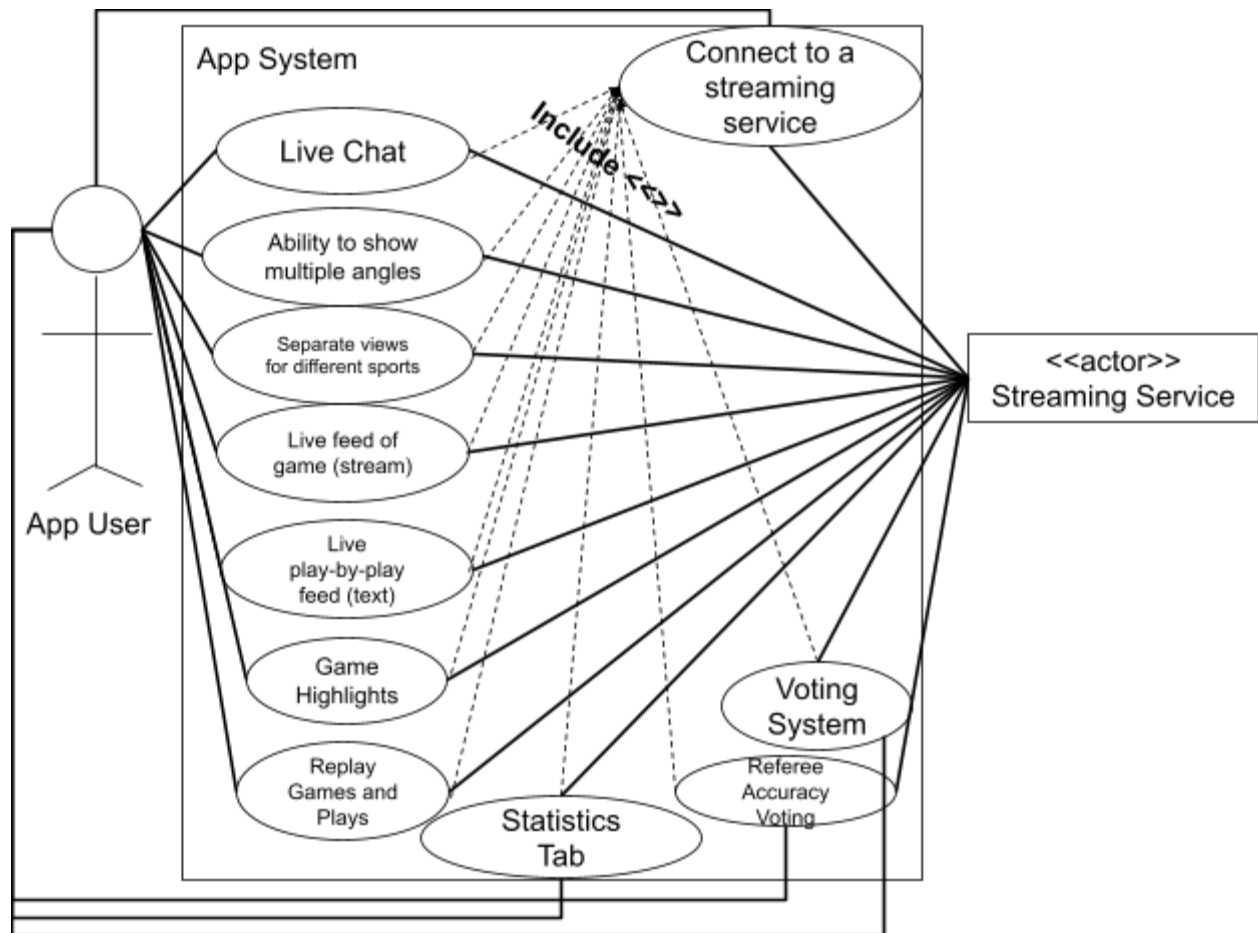 App System
Connect to a
streaming
service
Include <<>>
Live Chat
Ability to show
multiple angles
Separate views
for different sports
<<actor>>
Streaming Service
Live feed of
game (stream)
App User
Live
play-by-play
feed (text)
Game
Highlights
Voting
System
Replay
Games and
Plays
Referee
Accuracy
Voting
Statistics
Tab